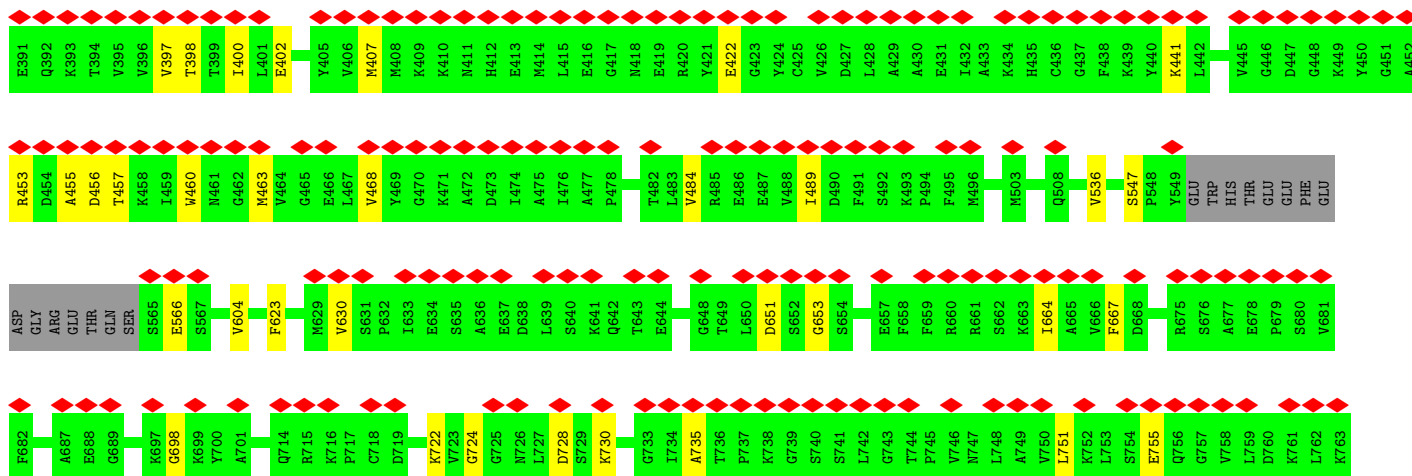 E391 Q392 K393 T394 V395 V396 V397 T398 T399 I400 L401 E402 Y405 V406 M407 M408 K409 K410 N411 H412 E413 M414 L415 E416 G417 N418 E419 R420 Y421 E422 G423 Y424 C425 V426 D427 L428 A429 A430 E431 I432 A433 K434 H435 C436 G437 F438 K439 Y440 K441 L442 V445 G446 D447 G448 K449 Y450 G451 A452
R453 D454 A455 D456 T457 K458 I459 W460 N461 G462 M463 V464 G465 E466 L467 V468 Y469 G470 K471 A472 D473 I474 A475 I476 A477 P478 T482 L483 V484 R485 E486 E487 V488 I489 D490 F491 S492 K493 P494 F495 M496 M503 Q508 V536 S547 P548 Y549 GLU TRP HIS THR GLU GLU PHE GLU
ASP GLY ARG GLU THR GLN SER S565 E566 S567 V604 F623 M629 V630 S631 P632 I633 E634 S635 A636 E637 D638 L639 S640 K641 Q642 T643 E644 G648 T649 L650 D651 S652 G653 S654 E657 F658 F659 R660 R661 S662 K663 I664 A665 V666 F667 D668 R675 S676 A677 E678 P679 S680 V681
F682 A687 E688 G689 K697 G698 K699 Y700 A701 Q714 R715 K716 P717 C718 D719 K722 V723 G724 G725 N726 L727 D728 S729 K730 G733 I734 A735 T736 P737 K738 G739 S740 S741 L742 G743 T744 P745 V746 N747 L748 A749 V750 L751 K752 L753 S754 E755 Q756 G757 V758 L759 D760 K761 L762 K763